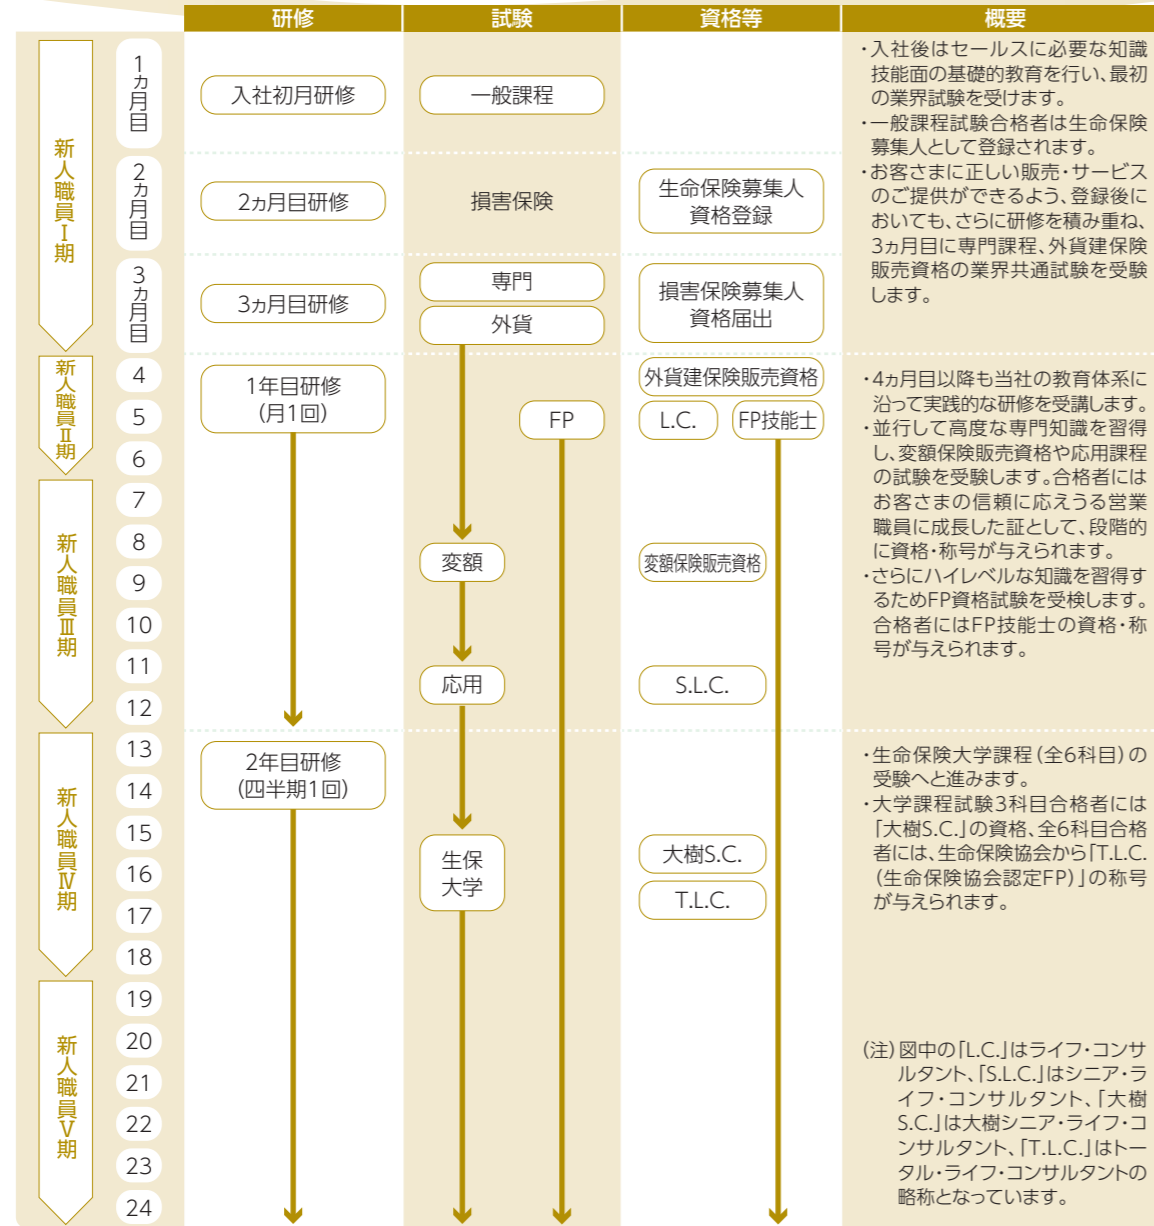 研修
試験
資格等
概要
新人職員Ⅰ期
1ヵ月目
入社初月研修
一般課程
2ヵ月目
2ヵ月目研修
損害保険
生命保険募集人
資格登録
3ヵ月目
3ヵ月目研修
専門
外貨
損害保険募集人
資格届出
・入社後はセールスに必要な知識
技能面の基礎的教育を行い、最初
の業界試験を受けます。
・一般課程試験合格者は生命保険
募集人として登録されます。
・お客さまに正しい販売・サービス
のご提供ができるよう、登録後に
おいても、さらに研修を積み重ね、
3ヵ月目に専門課程、外貨建保険
販売資格の業界共通試験を受験
します。
新人職員Ⅱ期
4
5
6
1年目研修
(月1回)
FP
外貨建保険販売資格
L.C.
FP技能士
新人職員Ⅲ期
7
8
9
10
11
12
変額
変額保険販売資格
応用
S.L.C.
・4ヵ月目以降も当社の教育体系に
沿って実践的な研修を受講します。
・並行して高度な専門知識を習得
し、変額保険販売資格や応用課程
の試験を受験します。合格者には
お客さまの信頼に応えうる営業
職員に成長した証として、段階的
に資格・称号が与えられます。
・さらにハイレベルな知識を習得す
るためFP資格試験を受検します。
合格者にはFP技能士の資格・称
号が与えられます。
新人職員Ⅳ期
13
14
15
16
17
18
2年目研修
(四半期1回)
生保
大学
大樹S.C.
T.L.C.
・生命保険大学課程(全6科目)の
受験へと進みます。
・大学課程試験3科目合格者には
「大樹S.C.」の資格、全6科目合格
者には、生命保険協会から「T.L.C.
(生命保険協会認定FP)」の称号
が与えられます。
新人職員Ⅴ期
19
20
21
22
23
24
(注)図中の「L.C.」はライフ・コンサ
ルタント、「S.L.C.」はシニア・ラ
イフ・コンサルタント、「大樹
S.C.」は大樹シニア・ライフ・コ
ンサルタント、「T.L.C.」はトー
タル・ライフ・コンサルタントの
略称となっています。